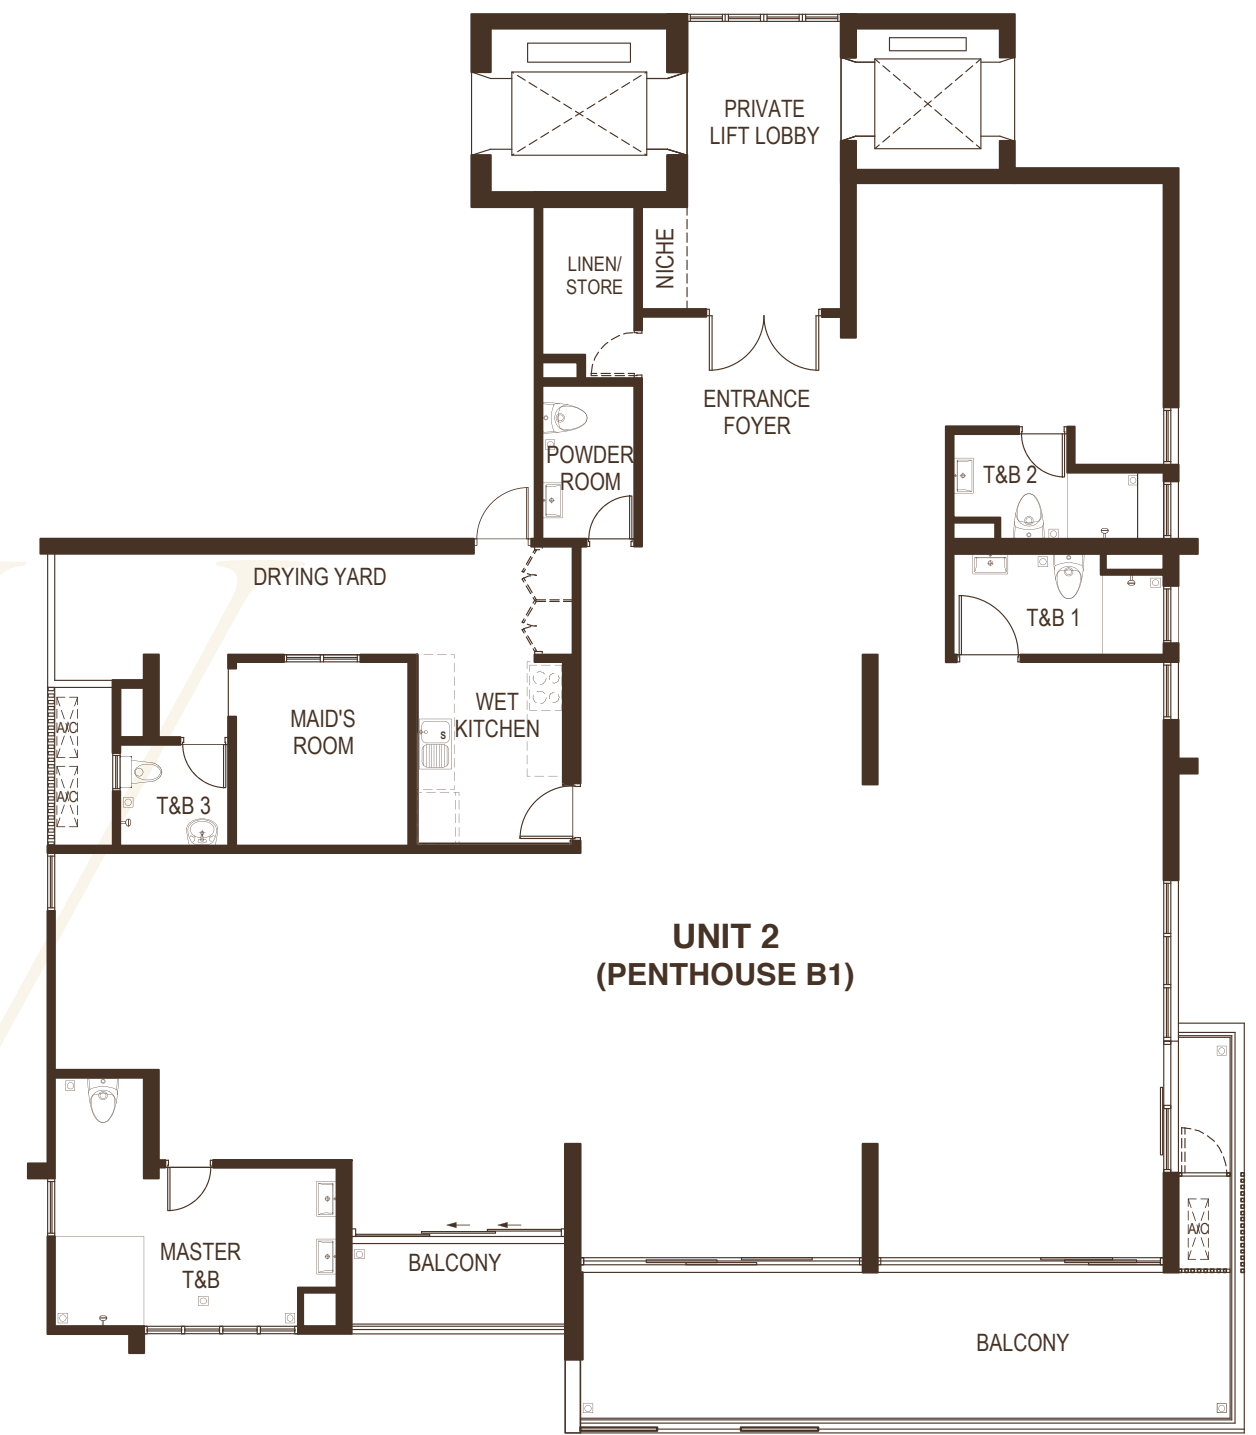 PRIVATE
LIFT LOBBY
NICHE
LINEN/
STORE
ENTRANCE
FOYER
POWDER
ROOM
T&B 2
DRYING YARD
T&B 1
WET
KITCHEN
S
MAID'S
ROOM
A/C
A/C
T&B 3
UNIT 2
(PENTHOUSE B1)
A/C
MASTER
T&B
BALCONY
BALCONY